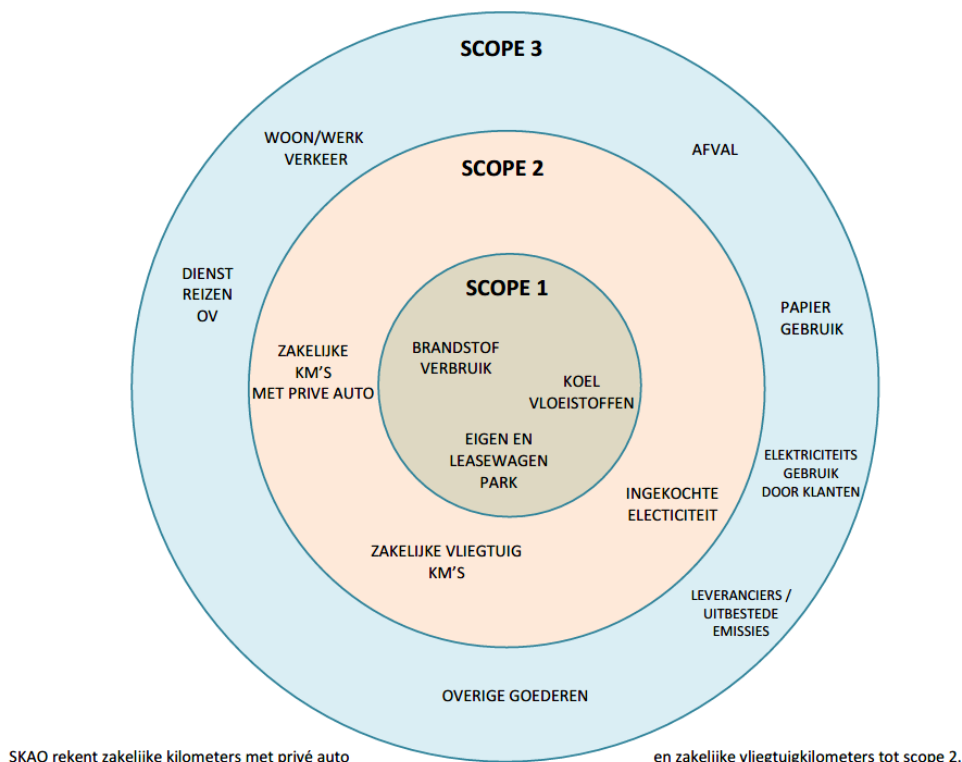 SCOPE 3
WOON/WERK
VERKEER
AFVAL
SCOPE 2
DIENST
REIZEN
OV
SCOPE 1
PAPIER
GEBRUIK
ZAKELIJKE
KM'S
MET PRIVE AUTO
BRANDSTOF
VERBRUIK
KOEL
VLOEISTOFFEN
EIGEN EN
LEASEWAGEN
PARK
ELEKTRICITEITS
GEBRUIK
DOOR KLANTEN
INGEKOCHTE
ELECTICITEIT
ZAKELIJKE VLIEGTUIG
KM'S
LEVERANCIERS /
UITBESTEDE
EMISSIES
OVERIGE GOEDEREN
SKAO rekent zakelijke kilometers met privé auto en zakelijke vliegtuigkilometers tot scope 2.